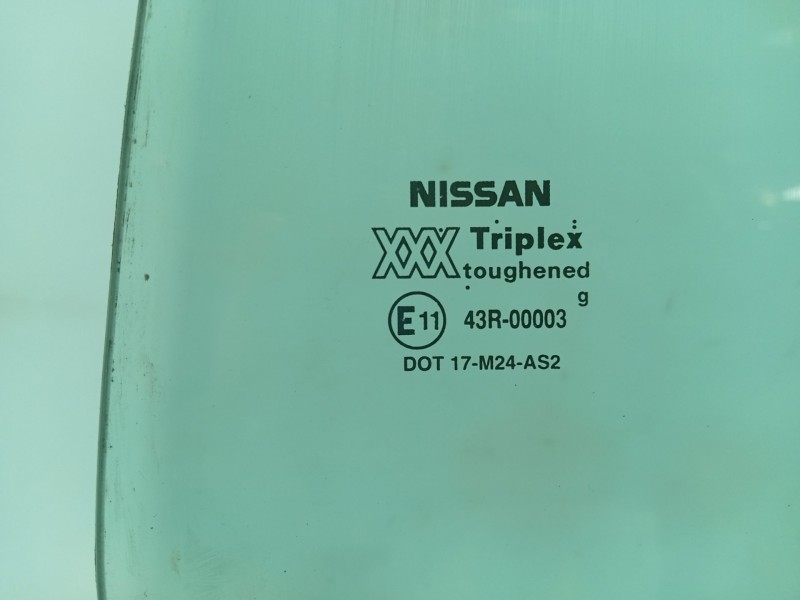 NISSAN
XXX Triplex
toughened
g
E11 43R-00003
DOT 17-M24-AS2